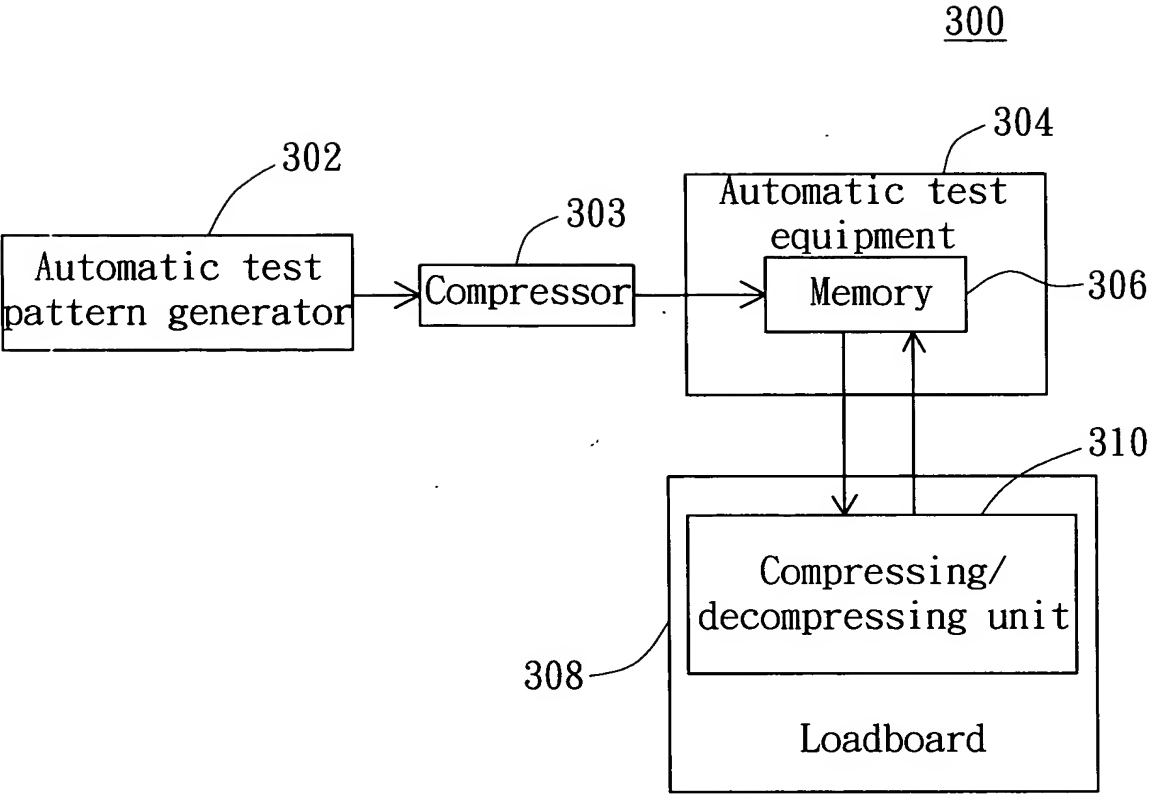 300
304
302
303
Automatic test
equipment
Automatic test
pattern generator
Compressor
Memory
306
310
Compressing/
decompressing unit
308
Loadboard